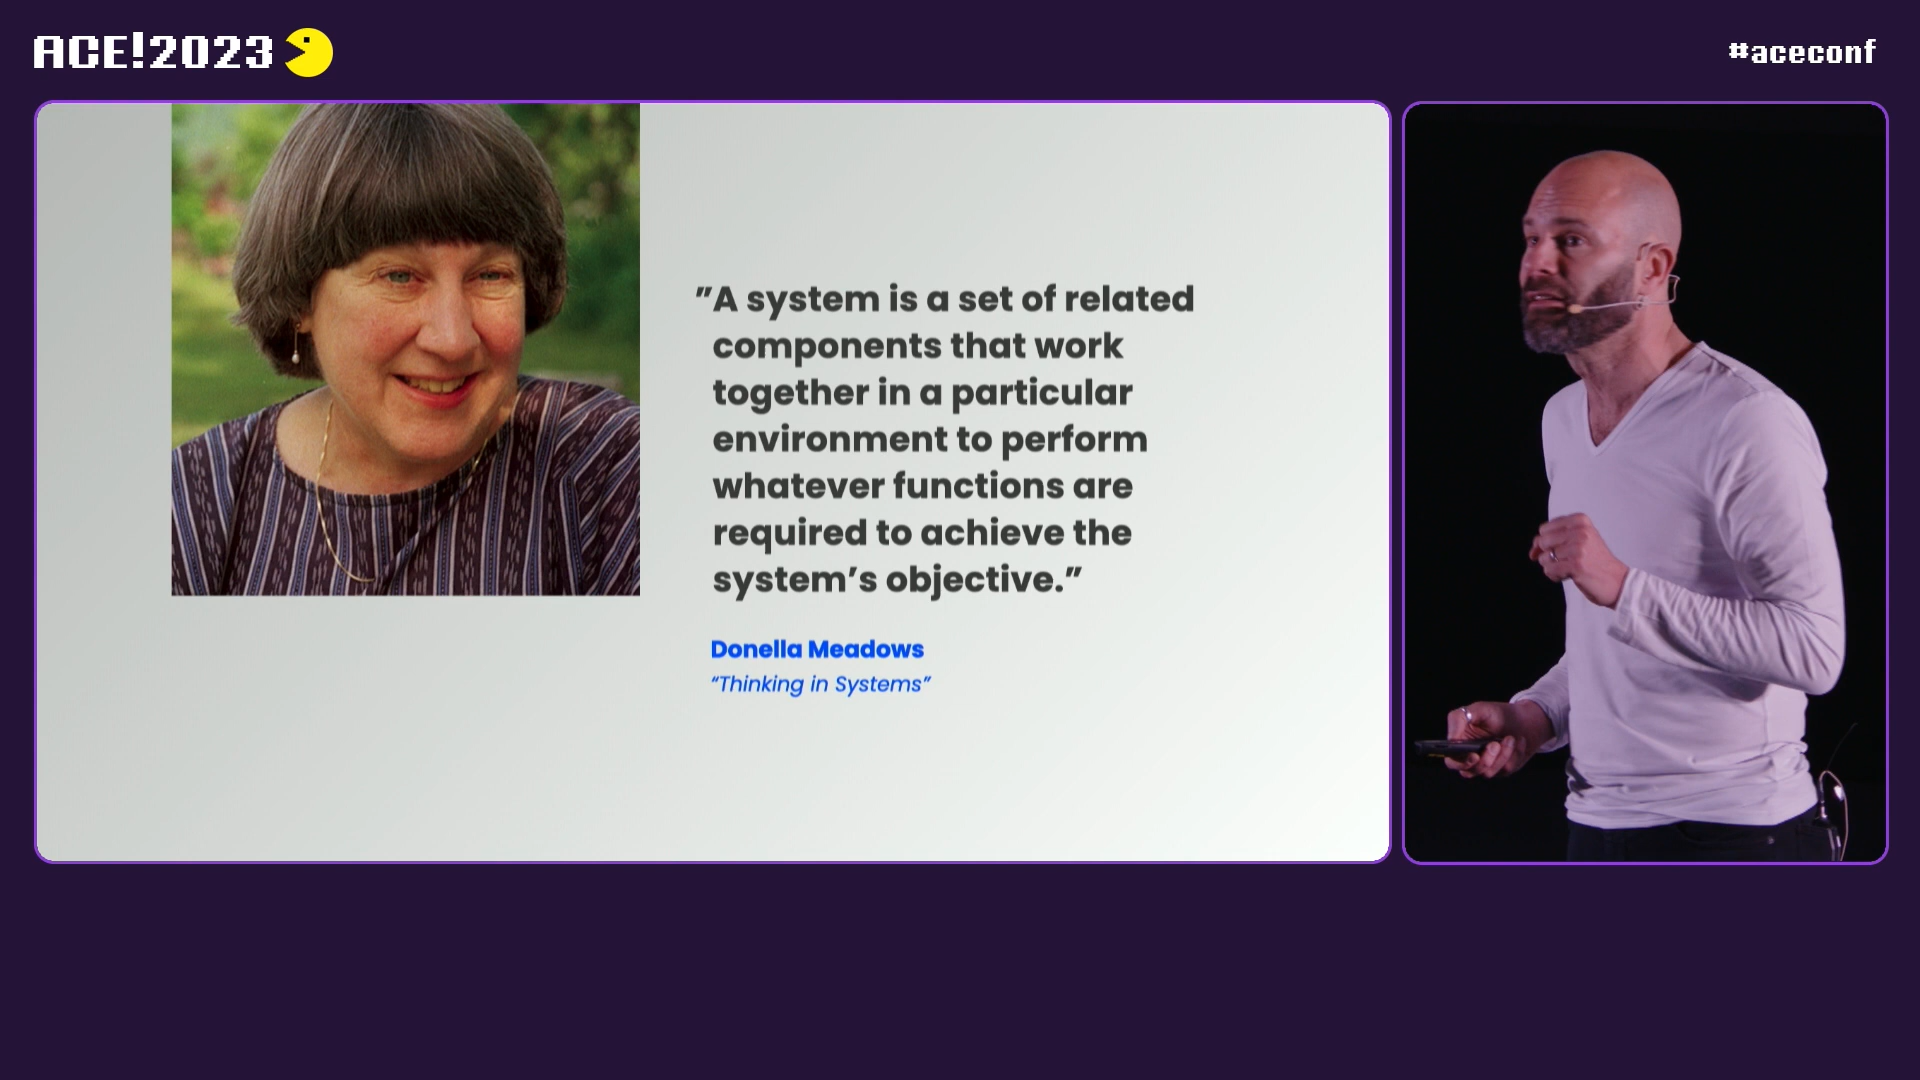 ACE!2023
#aceconf
”A system is a set of related
components that work
together in a particular
environment to perform
whatever functions are
required to achieve the
system’s objective.”
Donella Meadows
“Thinking in Systems”